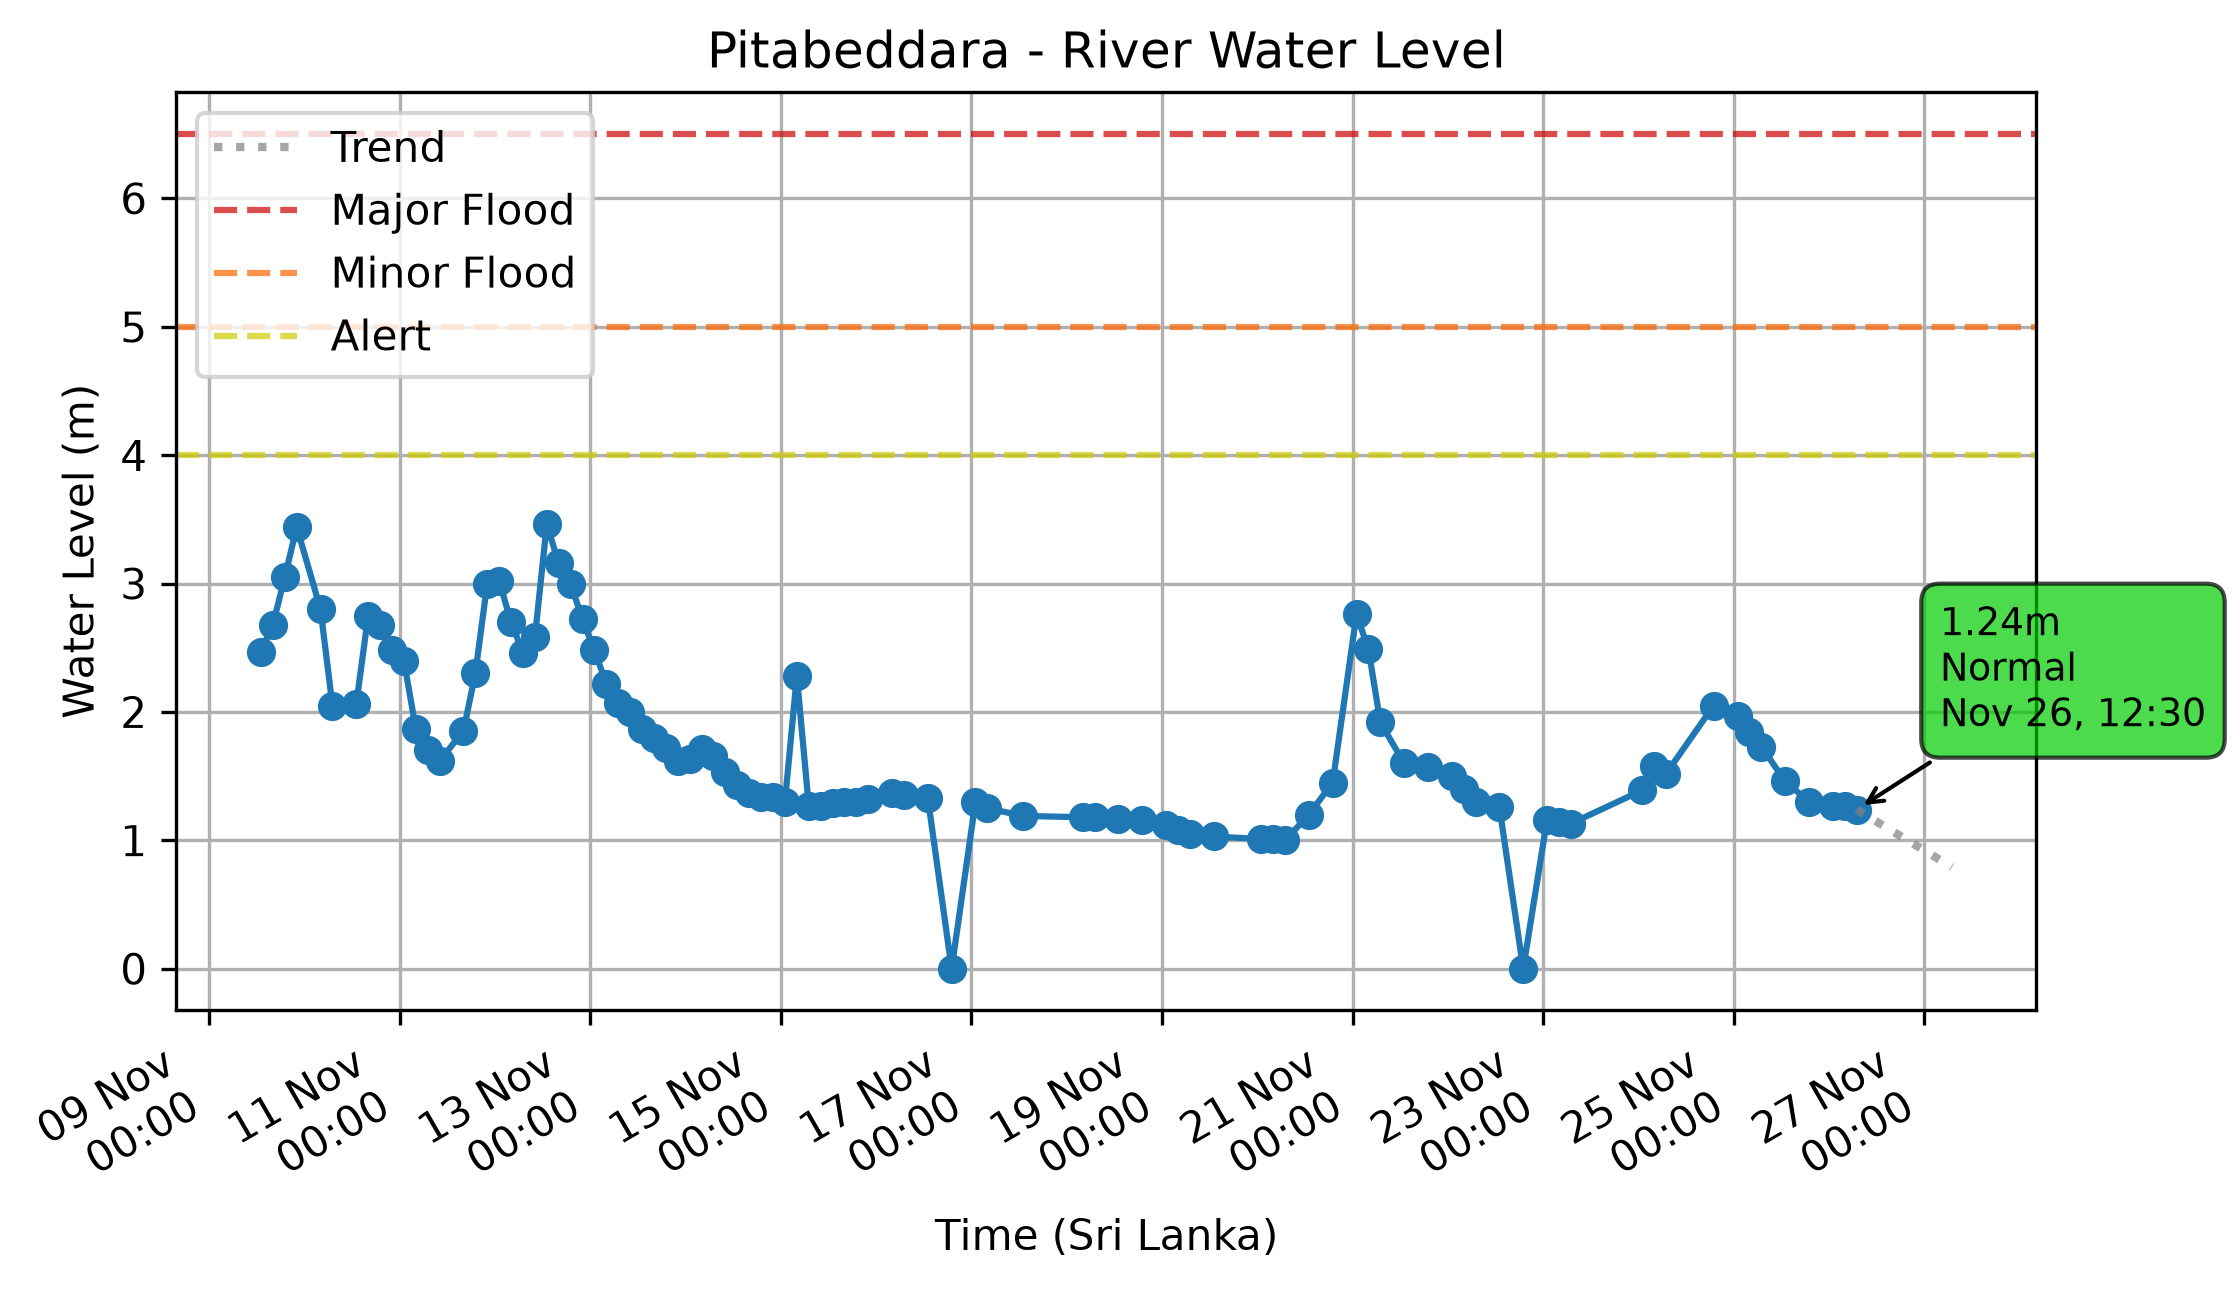 Pitabeddara - River Water Level
Trend
Major Flood
Minor Flood
Alert
Water Level (m)
6
5
4
3
2
1
0
1.24m
Normal
Nov 26, 12:30
09 Nov
00:00
11 Nov
00:00
13 Nov
00:00
15 Nov
00:00
17 Nov
00:00
19 Nov
00:00
21 Nov
00:00
23 Nov
00:00
25 Nov
00:00
27 Nov
00:00
Time (Sri Lanka)